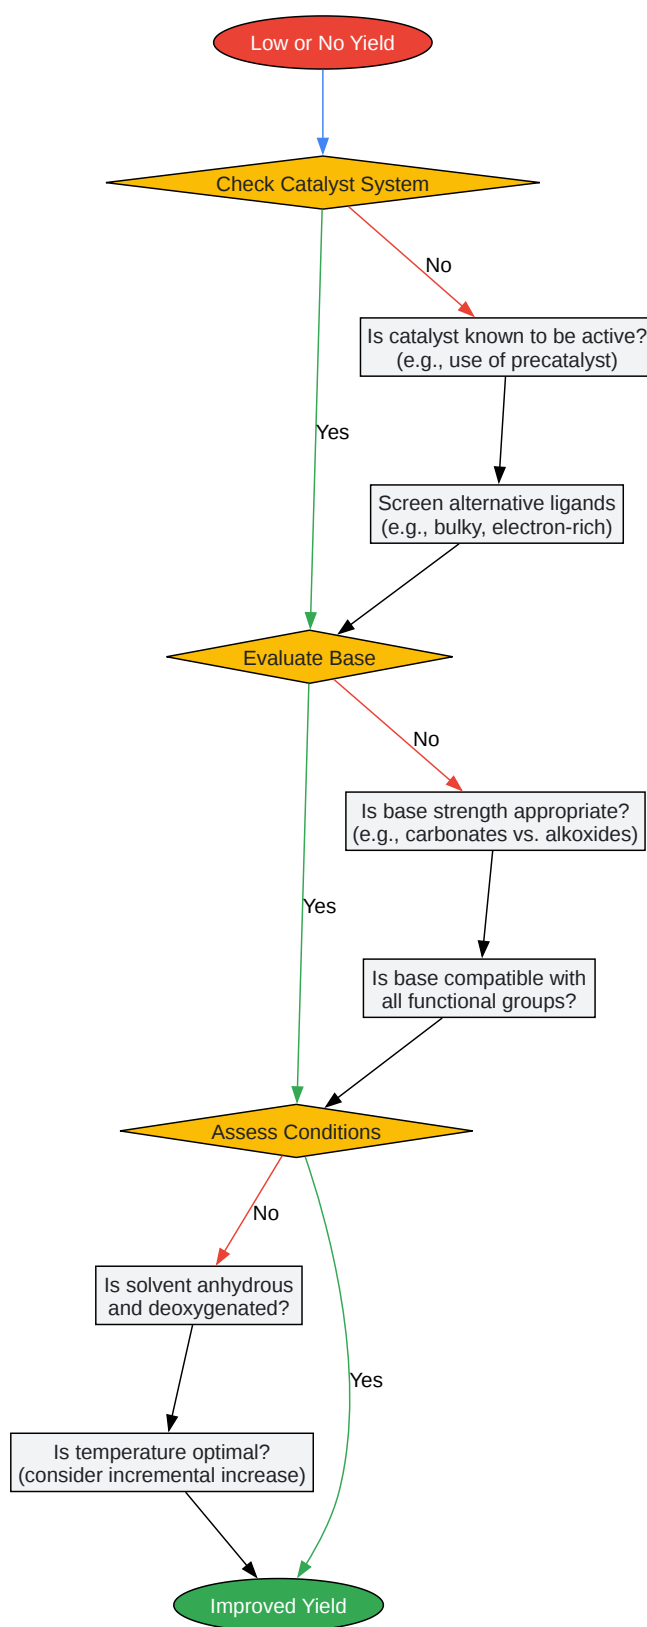 Low or No Yield
Check Catalyst System
No
Is catalyst known to be active?
(e.g., use of precatalyst)
Yes
Screen alternative ligands
(e.g., bulky, electron-rich)
Evaluate Base
No
Is base strength appropriate?
(e.g., carbonates vs. alkoxides)
Yes
Is base compatible with
all functional groups?
Assess Conditions
No
Is solvent anhydrous
and deoxygenated?
Yes
Is temperature optimal?
(consider incremental increase)
Improved Yield